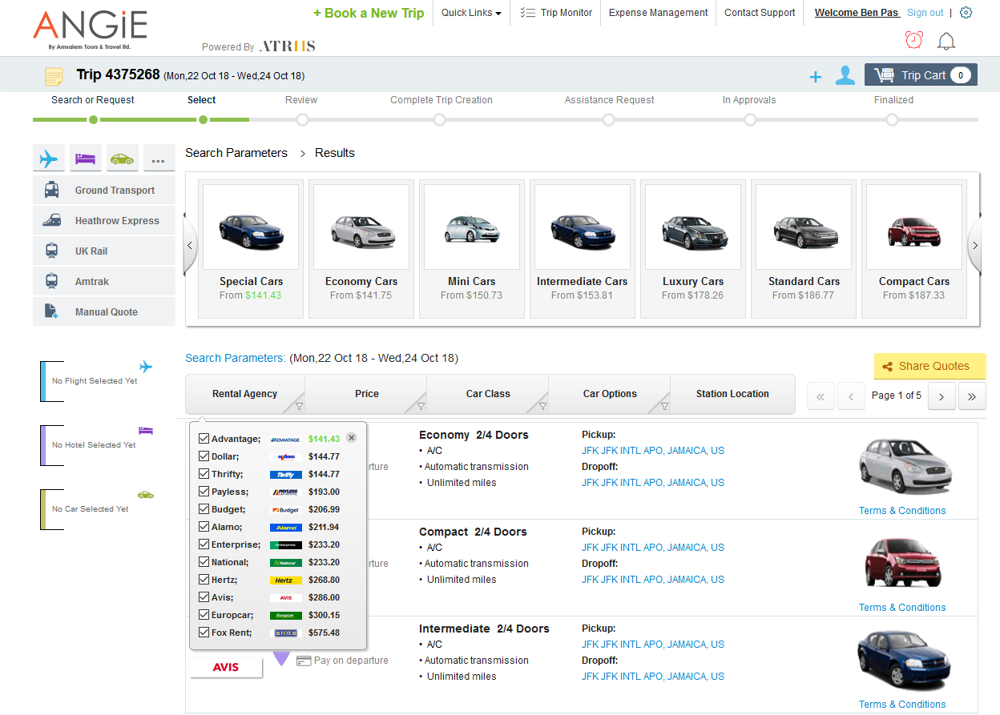 ANGiE
By Amsalem Tours & Travel ltd.
Powered By ATRIIS
+ Book a New Trip
Quick Links
Trip Monitor
Expense Management
Contact Support
Welcome Ben Pas
Sign out |
Trip 4375268 (Mon,22 Oct 18 - Wed,24 Oct 18)
Trip Cart 0
Search or Request
Select
Review
Complete Trip Creation
Assistance Request
In Approvals
Finalized
...
Ground Transport
Heathrow Express
UK Rail
Amtrak
Manual Quote
Search Parameters > Results
Special Cars
From $141.43
Economy Cars
From $141.75
Mini Cars
From $150.73
Intermediate Cars
From $153.81
Luxury Cars
From $178.26
Standard Cars
From $186.77
Compact Cars
From $187.33
No Flight Selected Yet
No Hotel Selected Yet
No Car Selected Yet
Search Parameters: (Mon,22 Oct 18 - Wed,24 Oct 18)
Share Quotes
Rental Agency
Price
Car Class
Car Options
Station Location
« ‹ Page 1 of 5 › »
Advantage; ADVANTAGE $141.43
Dollar; $144.77
Thrifty; Thrifty $144.77
Payless; PAYLESS $193.00
Budget; Budget $206.99
Alamo; Alamo $211.94
Enterprise; enterprise $233.20
National; National $233.20
Hertz; Hertz $268.80
Avis; AVIS $286.00
Europcar; Europcar $300.15
Fox Rent; FOX $575.48
arture
Economy 2/4 Doors
• A/C
• Automatic transmission
• Unlimited miles
Pickup:
JFK JFK INTL APO, JAMAICA, US
Dropoff:
JFK JFK INTL APO, JAMAICA, US
Terms & Conditions
rture
Compact 2/4 Doors
• A/C
• Automatic transmission
• Unlimited miles
Pickup:
JFK JFK INTL APO, JAMAICA, US
Dropoff:
JFK JFK INTL APO, JAMAICA, US
Terms & Conditions
AVIS
Pay on departure
Intermediate 2/4 Doors
• A/C
• Automatic transmission
• Unlimited miles
Pickup:
JFK JFK INTL APO, JAMAICA, US
Dropoff:
JFK JFK INTL APO, JAMAICA, US
Terms & Conditions